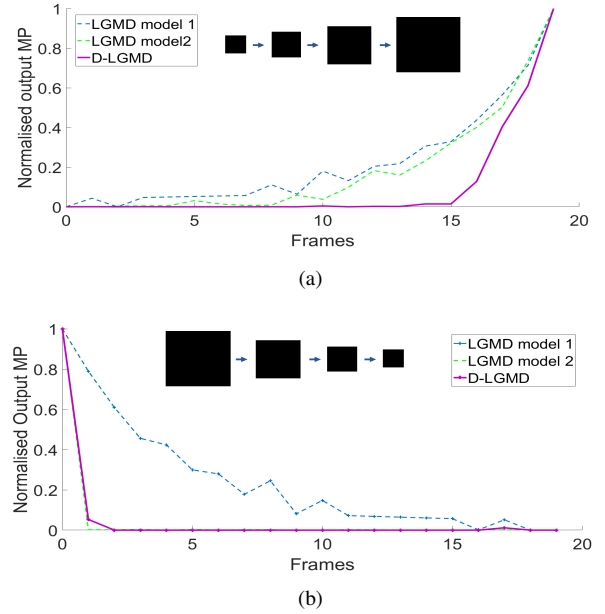 (a)
Normalised output MP
1
0.8
0.6
0.4
0.2
0
LGMD model 1
LGMD model2
D-LGMD
0 5 10 15 20
Frames
(a)
Normalised Output MP
1
0.8
0.6
0.4
0.2
0
LGMD model 1
LGMD model 2
D-LGMD
0 5 10 15 20
Frames
(b)